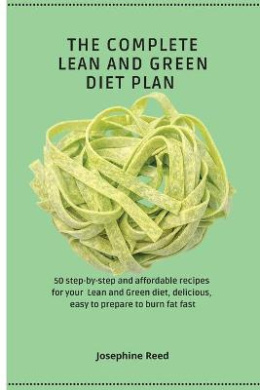 THE COMPLETE
LEAN AND GREEN
DIET PLAN
50 step-by-step and affordable recipes
for your Lean and Green diet, delicious,
easy to prepare to burn fat fast
Josephine Reed